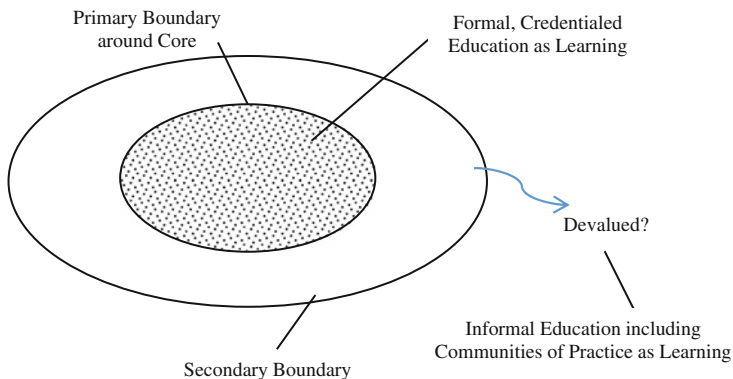 Primary Boundary
around Core
Formal, Credentialed
Education as Learning
Devalued?
Informal Education including
Communities of Practice as Learning
Secondary Boundary